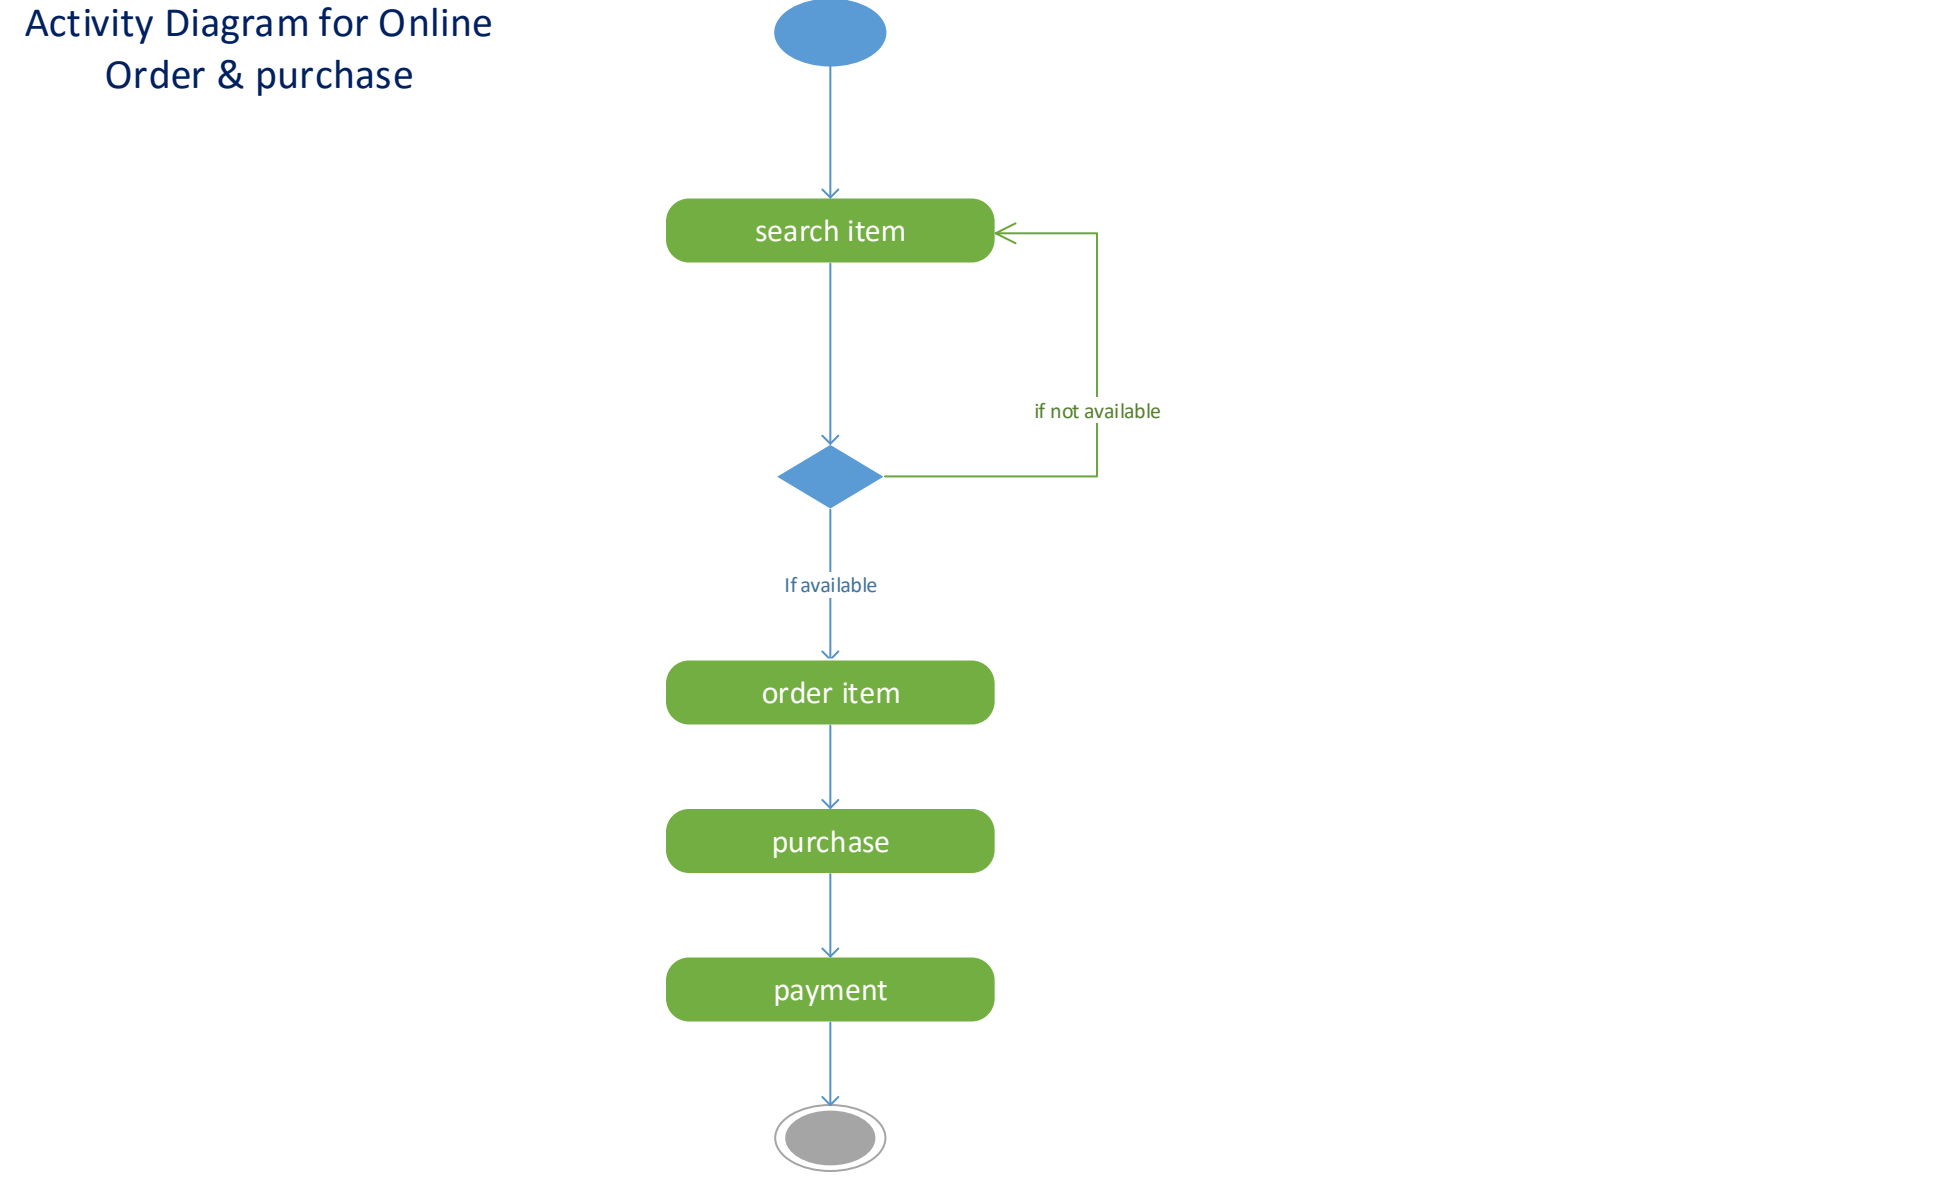 Activity Diagram for Online
Order & purchase
search item
if not available
If available
order item
purchase
payment